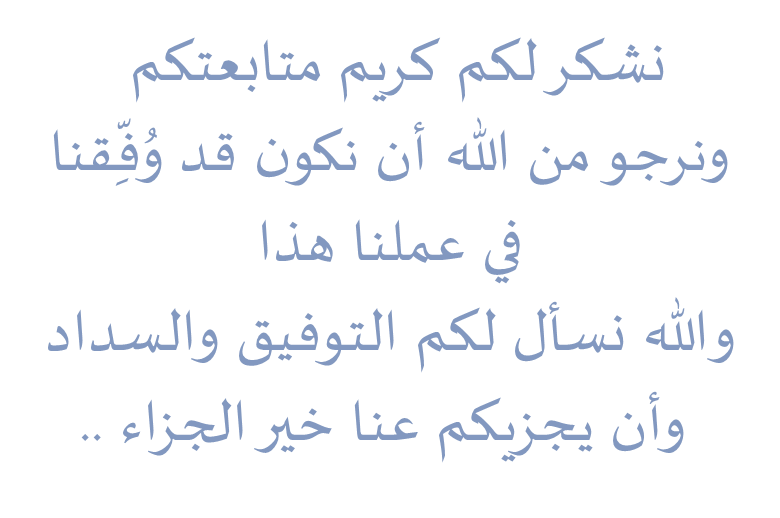 نشكر لكم كريم متابعتكم
ونرجو من الله أن نكون قد وُفِّقنا
في عملنا هذا
والله نسأل لكم التوفيق والسداد
وأن يجزيكم عنا خير الجزاء ..